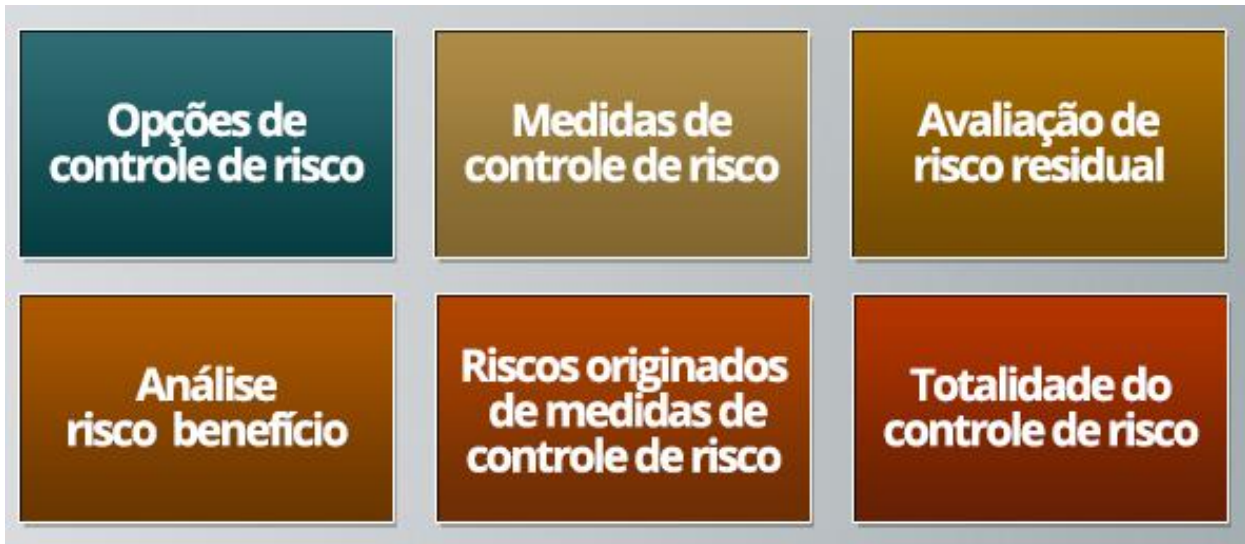 Opções de
controle de risco
Medidas de
controle de risco
Avaliação de
risco residual
Análise
risco benefício
Riscos originados
de medidas de
controle de risco
Totalidade do
controle de risco